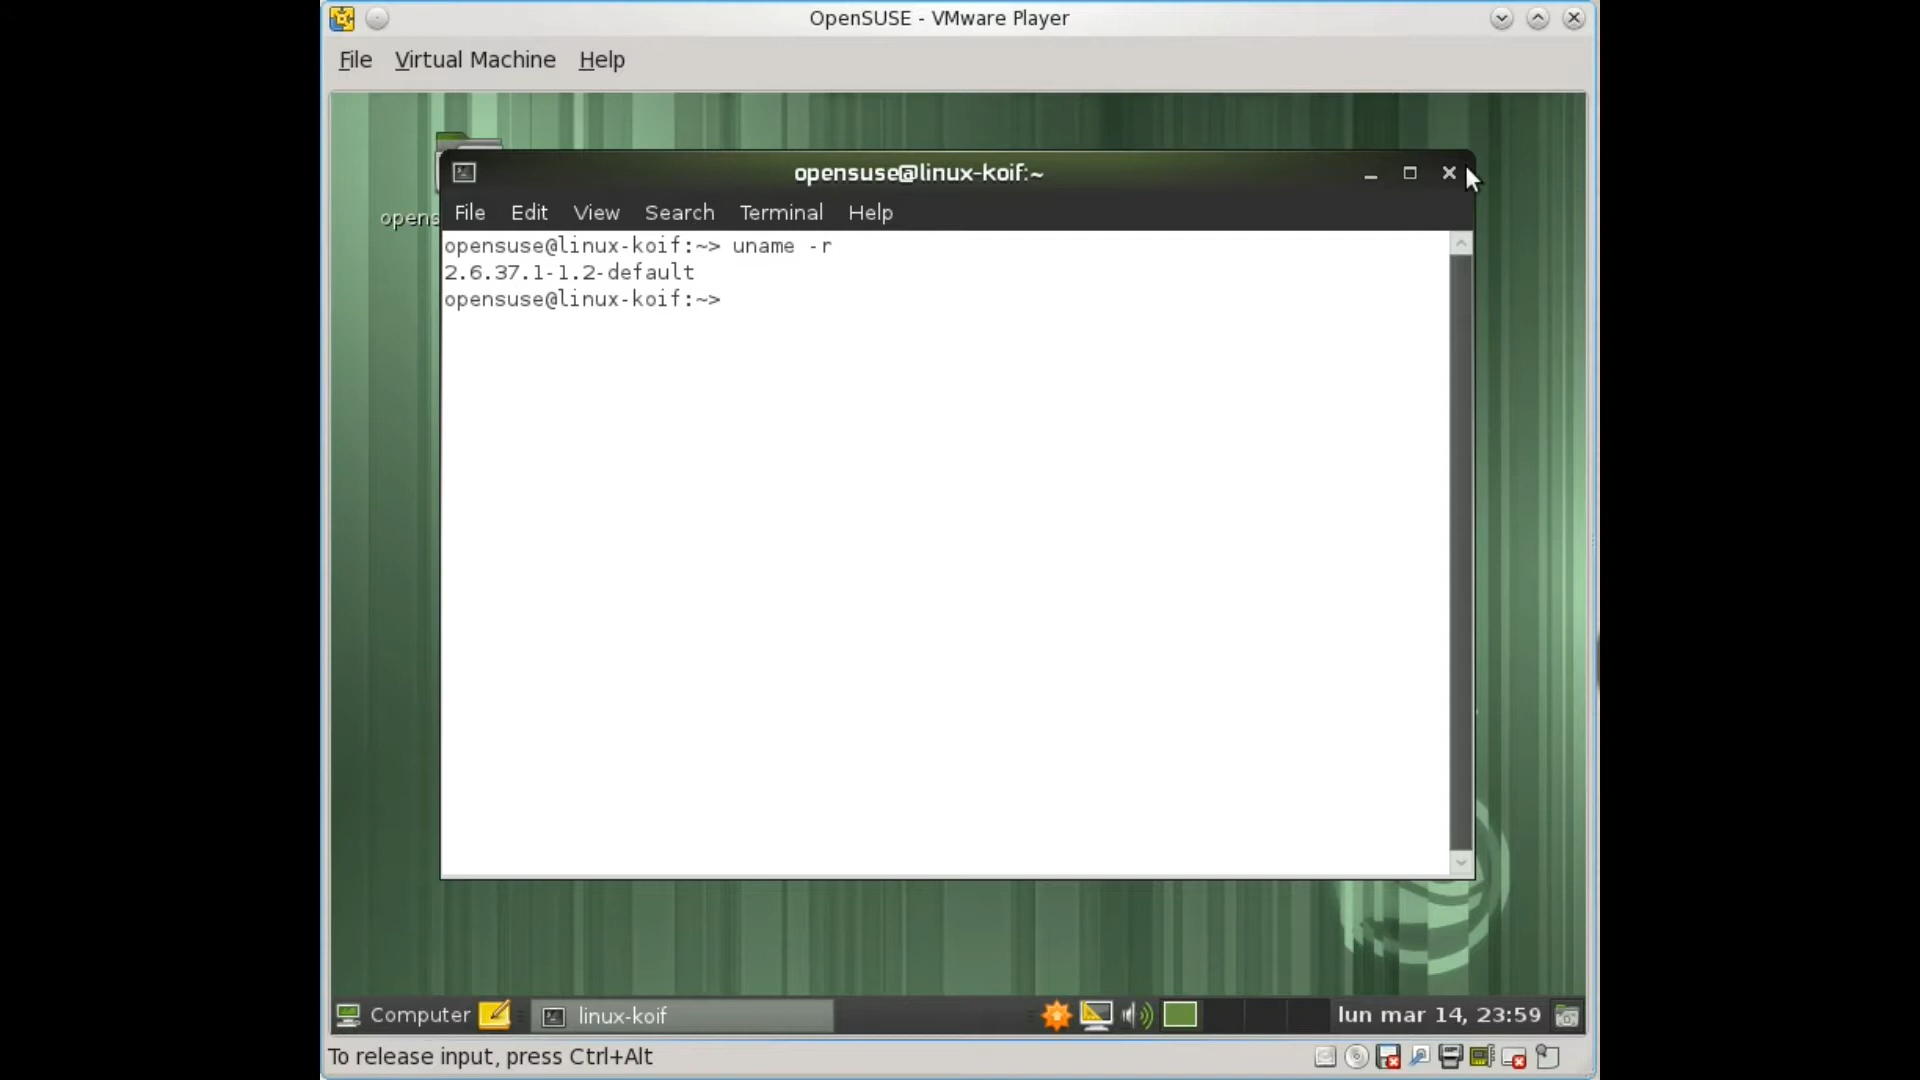 OpenSUSE - VMware Player
File Virtual Machine Help
opensuse@linux-koif:~
opens
File Edit View Search Terminal Help
opensuse@linux-koif:~> uname -r
2.6.37.1-1.2-default
opensuse@linux-koif:~>
Computer linux-koif lun mar 14, 23:59
To release input, press Ctrl+Alt